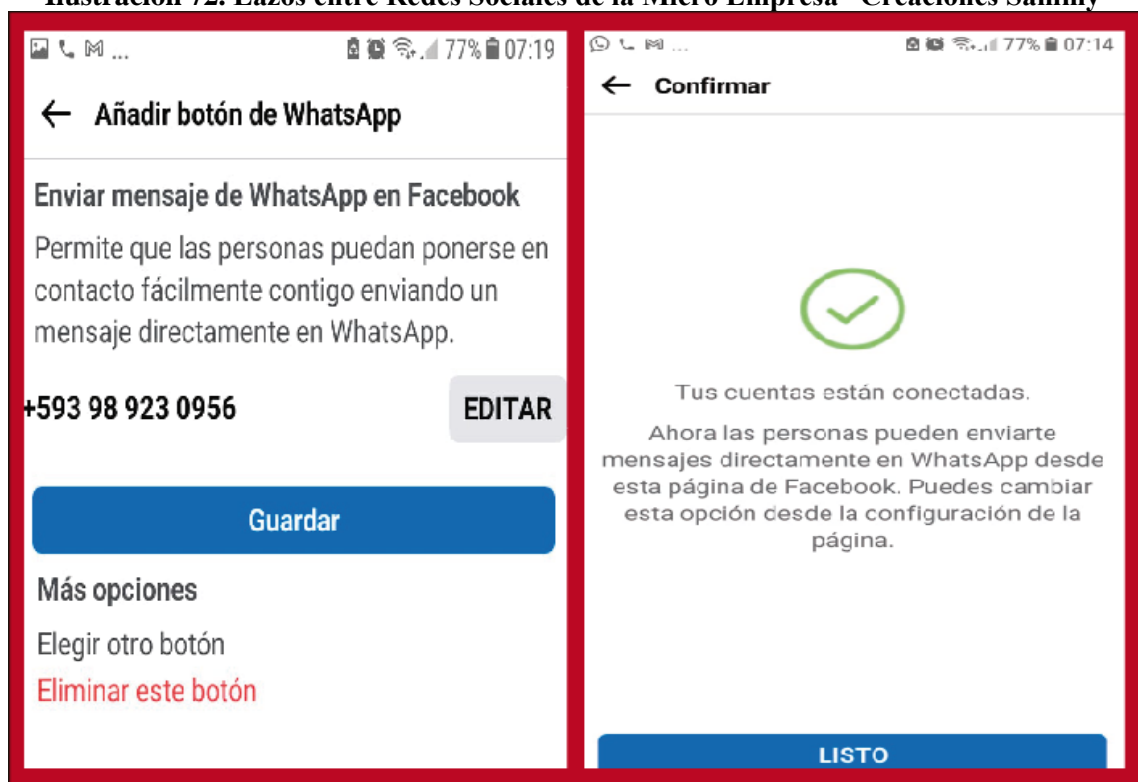 Ilustración 72. Lazos entre Redes Sociales de la Micro Empresa "Creaciones Sammy"
... 77% 07:19
← Añadir botón de WhatsApp
Enviar mensaje de WhatsApp en Facebook
Permite que las personas puedan ponerse en
contacto fácilmente contigo enviando un
mensaje directamente en WhatsApp.
+593 98 923 0956 EDITAR
Guardar
Más opciones
Elegir otro botón
Eliminar este botón
... 77% 07:14
← Confirmar
Tus cuentas están conectadas.
Ahora las personas pueden enviarte
mensajes directamente en WhatsApp desde
esta página de Facebook. Puedes cambiar
esta opción desde la configuración de la
página.
LISTO